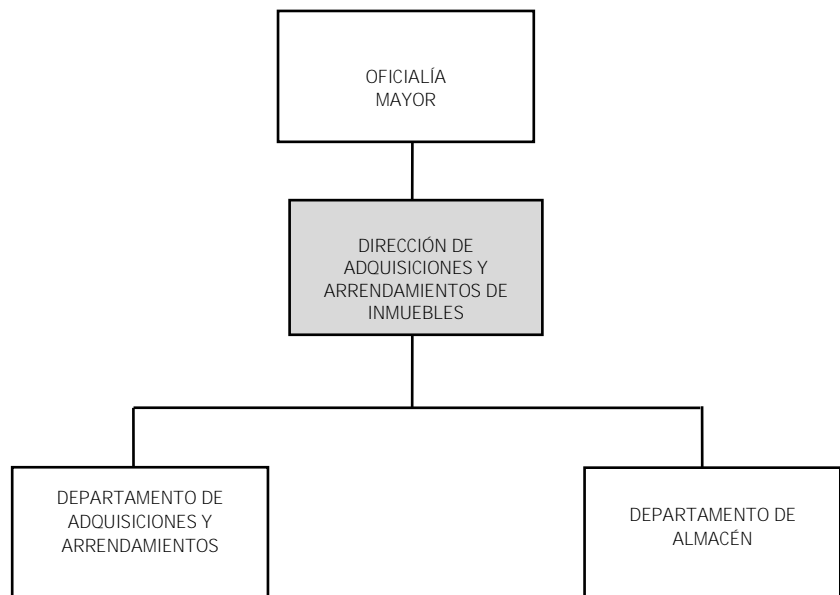 OFICIALÍA
MAYOR
DIRECCIÓN DE
ADQUISICIONES Y
ARRENDAMIENTOS DE
INMUEBLES
DEPARTAMENTO DE
ADQUISICIONES Y
ARRENDAMIENTOS
DEPARTAMENTO DE
ALMACÉN